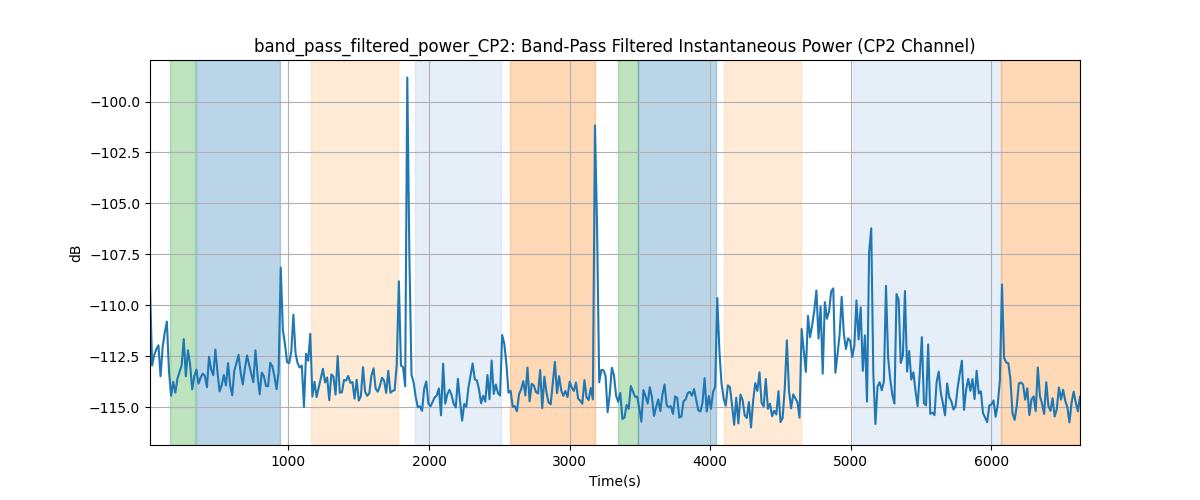 band_pass_filtered_power_CP2: Band-Pass Filtered Instantaneous Power (CP2 Channel)
−100.0
−102.5
−105.0
−107.5
−110.0
−112.5
−115.0
dB
1000 2000 3000 4000 5000 6000
Time(s)